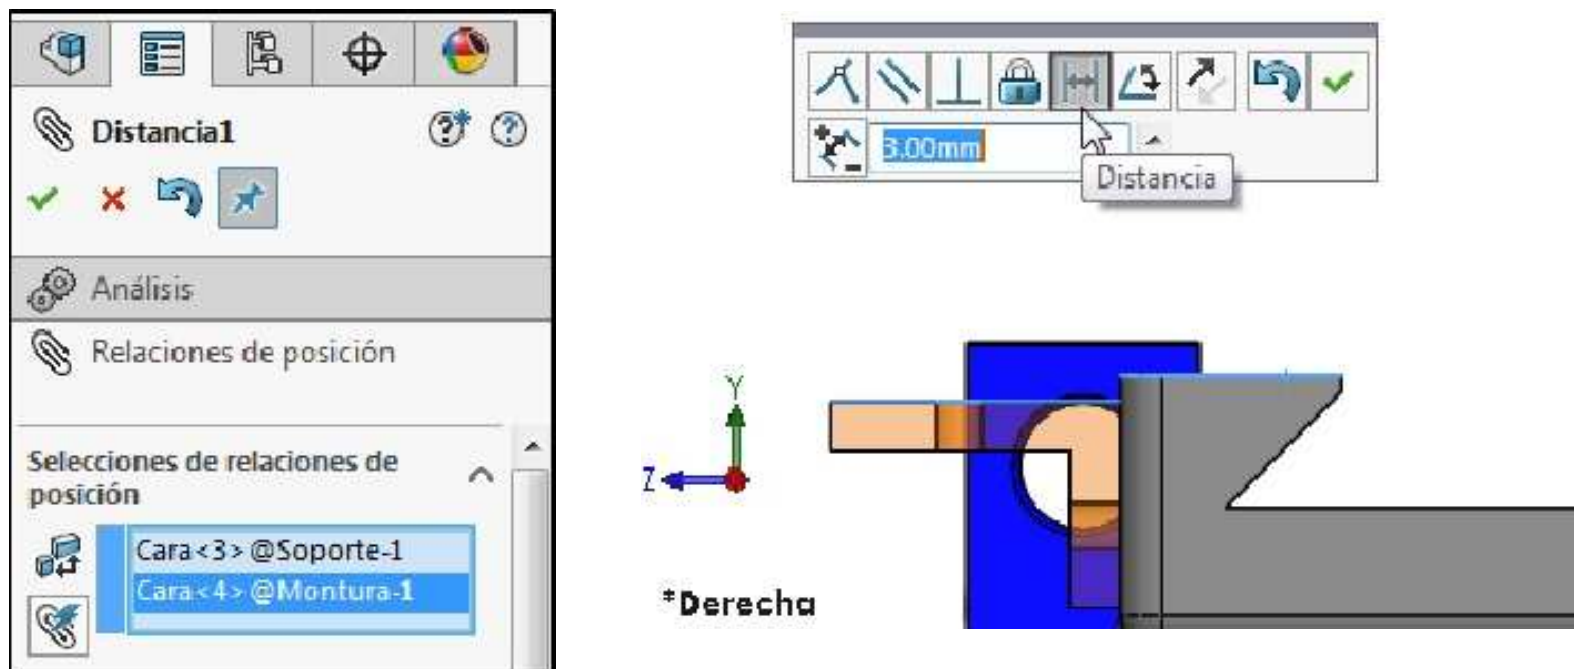 Distancia1
Análisis
Relaciones de posición
Selecciones de relaciones de
posición
Cara<3>@Soporte-1
Cara<4>@Montura-1
3.00mm
Distancia
Y
Z
*Derecha